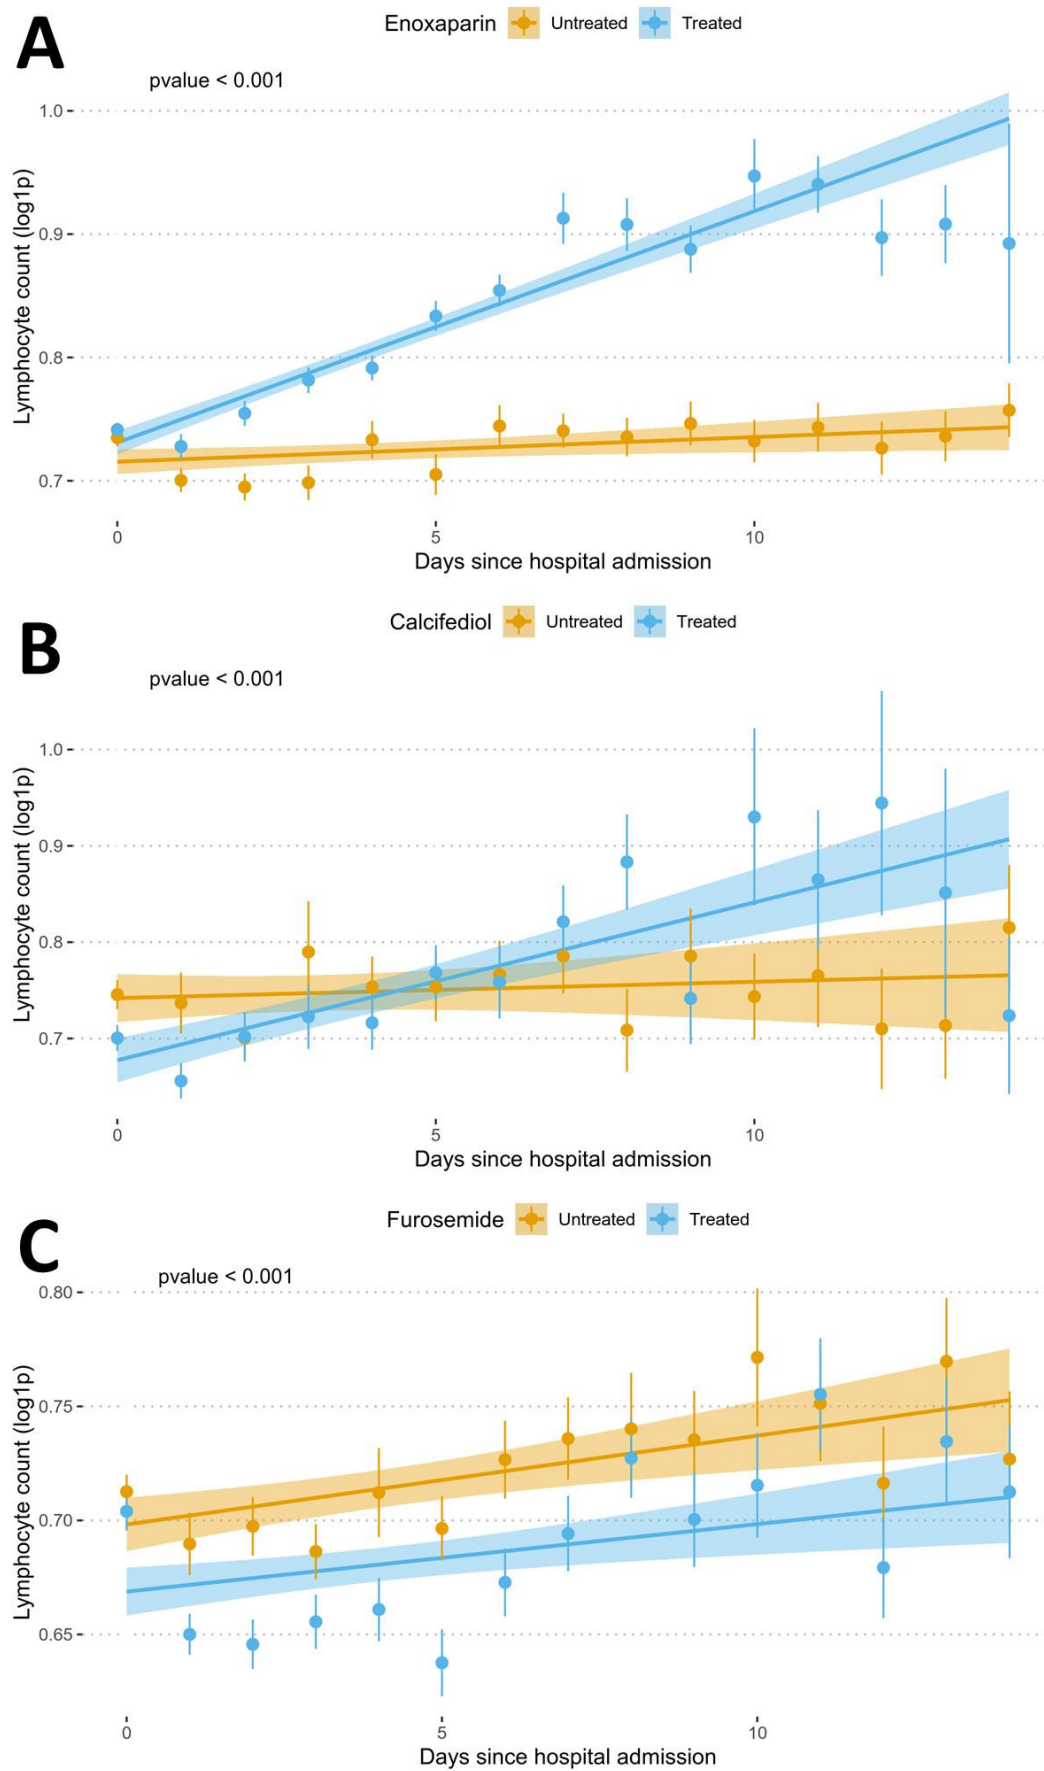 A
Enoxaparin Untreated Treated
pvalue < 0.001
1.0
0.9
0.8
0.7
Lymphocyte count (log1p)
0 5 10
Days since hospital admission
B
Calcifediol Untreated Treated
pvalue < 0.001
1.0
0.9
0.8
0.7
Lymphocyte count (log1p)
0 5 10
Days since hospital admission
C
Furosemide Untreated Treated
pvalue < 0.001
0.80
0.75
0.70
0.65
Lymphocyte count (log1p)
0 5 10
Days since hospital admission